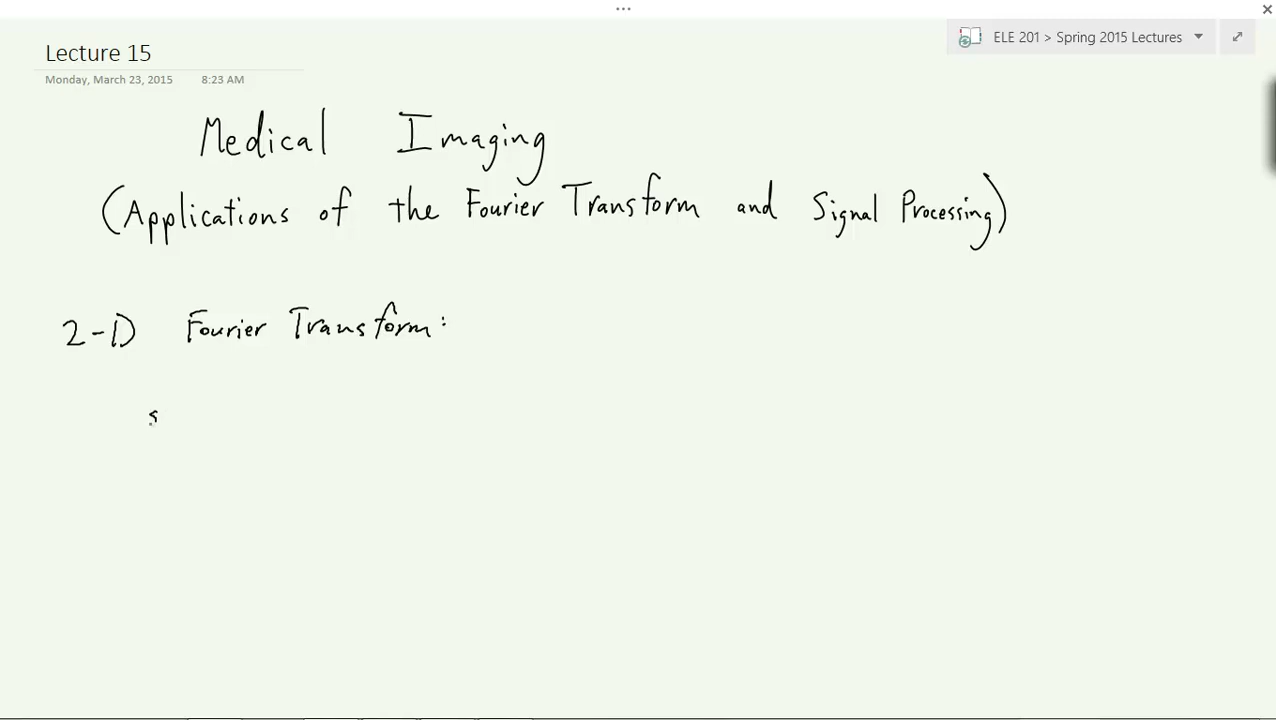 ELE 201 > Spring 2015 Lectures
Lecture 15
Monday, March 23, 2015 8:23 AM
Medical Imaging
(Applications of the Fourier Transform and Signal Processing)
2-D Fourier Transform:
s